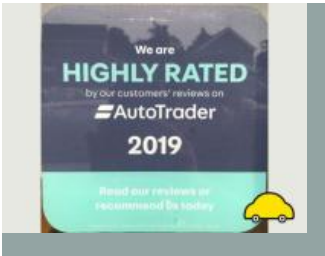 We are
HIGHLY RATED
by our customers' reviews on
AutoTrader
2019
Read our reviews or
recommend us today